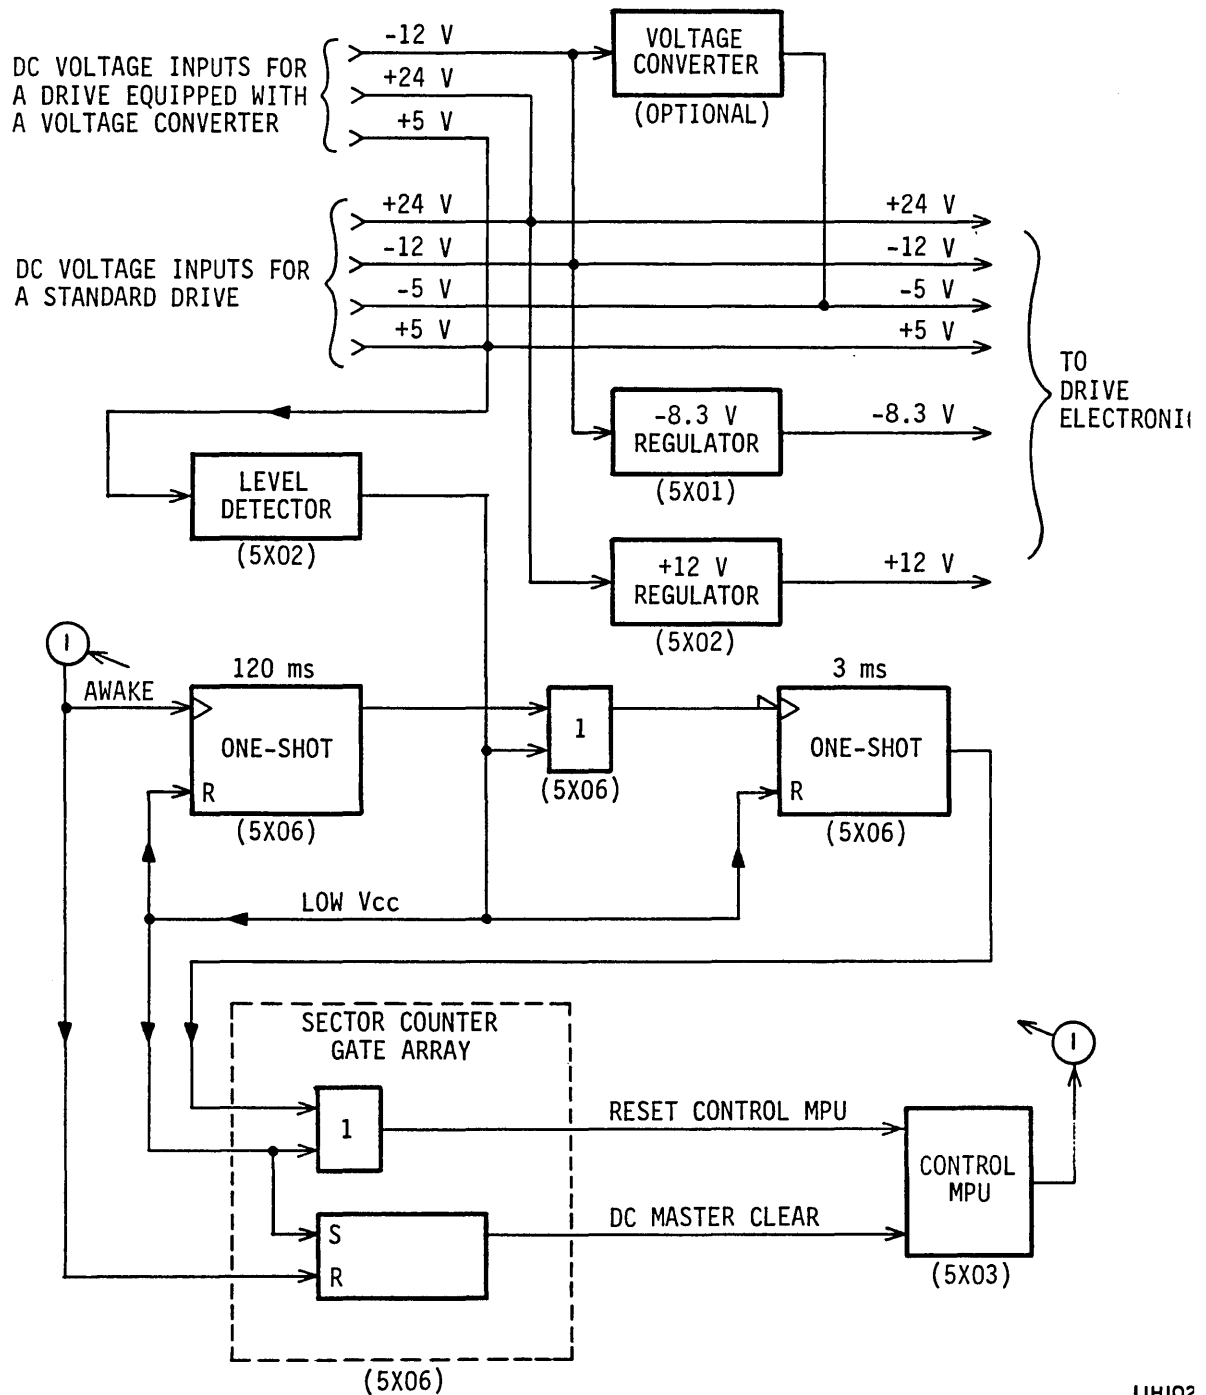 -12 V
+24 V
+5 V
DC VOLTAGE INPUTS FOR
A DRIVE EQUIPPED WITH
A VOLTAGE CONVERTER
VOLTAGE
CONVERTER
(OPTIONAL)
DC VOLTAGE INPUTS FOR
A STANDARD DRIVE
+24 V
-12 V
-5 V
+5 V
+24 V
-12 V
-5 V
+5 V
TO
DRIVE
-8.3 V
REGULATOR
(5X01)
-8.3 V
LEVEL
DETECTOR
(5X02)
+12 V
REGULATOR
(5X02)
+12 V
1
AWAKE
120 ms
ONE-SHOT
R
(5X06)
1
(5X06)
3 ms
ONE-SHOT
R
(5X06)
LOW Vcc
SECTOR COUNTER
GATE ARRAY
1
S
R
(5X06)
RESET CONTROL MPU
DC MASTER CLEAR
CONTROL
MPU
(5X03)
1